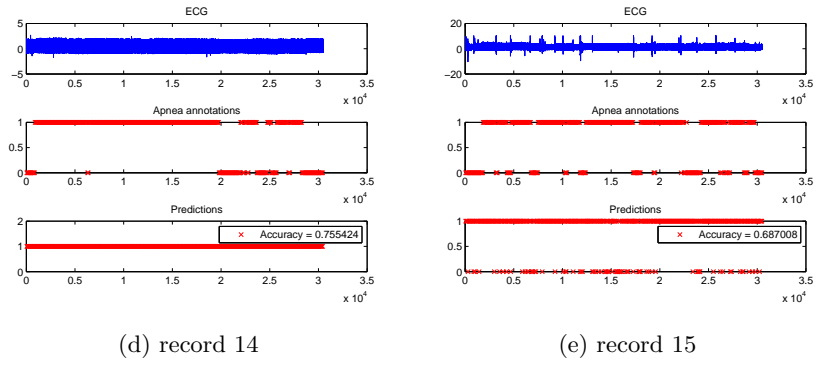 ECG
5
0
−5
0 0.5 1 1.5 2 2.5 3 3.5
x 10^4
Apnea annotations
1
0.5
0
0 0.5 1 1.5 2 2.5 3 3.5
x 10^4
Predictions
2
Accuracy = 0.755424
1
0
0 0.5 1 1.5 2 2.5 3 3.5
x 10^4
(d) record 14
ECG
20
0
−20
0 0.5 1 1.5 2 2.5 3 3.5
x 10^4
Apnea annotations
1
0.5
0
0 0.5 1 1.5 2 2.5 3 3.5
x 10^4
Predictions
1
Accuracy = 0.687008
0.5
0
0 0.5 1 1.5 2 2.5 3 3.5
x 10^4
(e) record 15